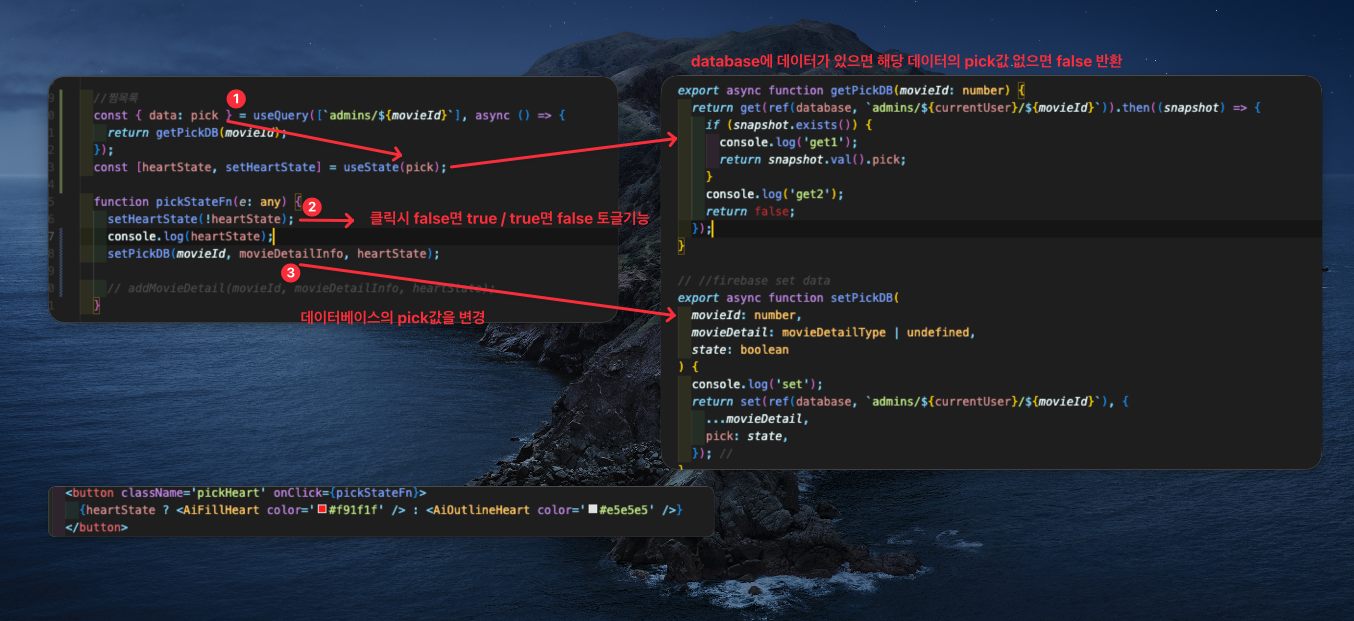 //찜목록
const { data: pick } = useQuery([`admins/${movieId}`], async () => {
return getPickDB(movieId);
});
const [heartState, setHeartState] = useState(pick);
function pickStateFn(e: any) {
setHeartState(!heartState);
console.log(heartState);
setPickDB(movieId, movieDetailInfo, heartState);
// addMovieDetail(movieId, movieDetailInfo, heartState);
}
1
2
클릭시 false면 true / true면 false 토글기능
3
데이터베이스의 pick값을 변경
database에 데이터가 있으면 해당 데이터의 pick값 없으면 false 반환
export async function getPickDB(movieId: number) {
return get(ref(database, `admins/${currentUser}/${movieId}`)).then((snapshot) => {
if (snapshot.exists()) {
console.log('get1');
return snapshot.val().pick;
}
console.log('get2');
return false;
});
}
// //firebase set data
export async function setPickDB(
movieId: number,
movieDetail: movieDetailType | undefined,
state: boolean
) {
console.log('set');
return set(ref(database, `admins/${currentUser}/${movieId}`), {
...movieDetail,
pick: state,
}); //
}
<button className='pickHeart' onClick={pickStateFn}>
{heartState ? <AiFillHeart color='#f91f1f' /> : <AiOutlineHeart color='#e5e5e5' />}
</button>